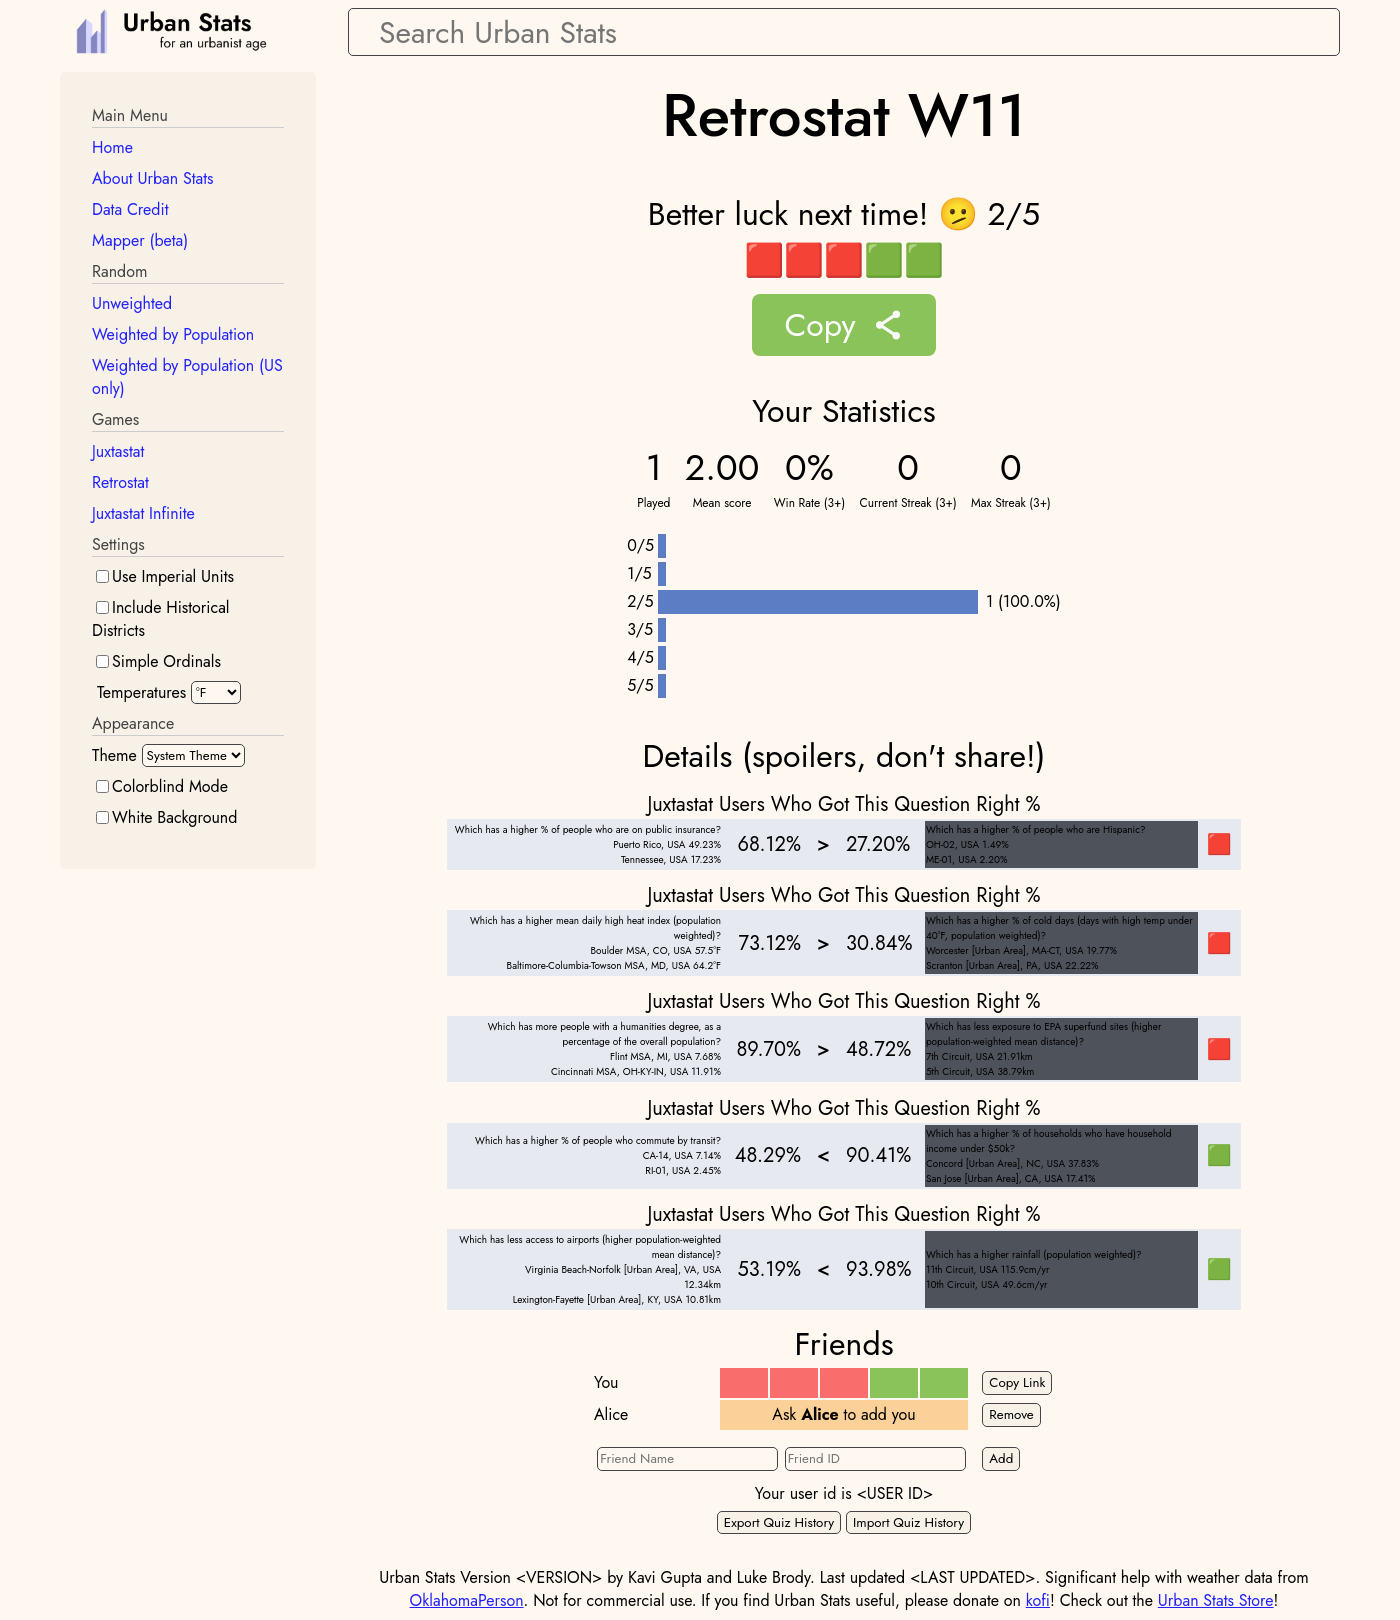 Urban Stats
for an urbanist age
Search Urban Stats
Main Menu
Home
About Urban Stats
Data Credit
Mapper (beta)
Random
Unweighted
Weighted by Population
Weighted by Population (US
only)
Games
Juxtastat
Retrostat
Juxtastat Infinite
Settings
Use Imperial Units
Include Historical
Districts
Simple Ordinals
Temperatures °F
Appearance
Theme System Theme
Colorblind Mode
White Background
Retrostat W11
Better luck next time! 🫤 2/5
🟥🟥🟥🟩🟩
Copy
Your Statistics
1 2.00 0% 0 0
Played Mean score Win Rate (3+) Current Streak (3+) Max Streak (3+)
0/5
1/5
2/5 1 (100.0%)
3/5
4/5
5/5
Details (spoilers, don't share!)
Juxtastat Users Who Got This Question Right %
Which has a higher % of people who are on public insurance?
Puerto Rico, USA 49.23%
Tennessee, USA 17.23%
68.12% > 27.20%
Which has a higher % of people who are Hispanic?
OH-02, USA 1.49%
ME-01, USA 2.20%
🟥
Juxtastat Users Who Got This Question Right %
Which has a higher mean daily high heat index (population
weighted)?
Boulder MSA, CO, USA 57.5°F
Baltimore-Columbia-Towson MSA, MD, USA 64.2°F
73.12% > 30.84%
Which has a higher % of cold days (days with high temp under
40°F, population weighted)?
Worcester [Urban Area], MA-CT, USA 19.77%
Scranton [Urban Area], PA, USA 22.22%
🟥
Juxtastat Users Who Got This Question Right %
Which has more people with a humanities degree, as a
percentage of the overall population?
Flint MSA, MI, USA 7.68%
Cincinnati MSA, OH-KY-IN, USA 11.91%
89.70% > 48.72%
Which has less exposure to EPA superfund sites (higher
population-weighted mean distance)?
7th Circuit, USA 21.91km
5th Circuit, USA 38.79km
🟥
Juxtastat Users Who Got This Question Right %
Which has a higher % of people who commute by transit?
CA-14, USA 7.14%
RI-01, USA 2.45%
48.29% < 90.41%
Which has a higher % of households who have household
income under $50k?
Concord [Urban Area], NC, USA 37.83%
San Jose [Urban Area], CA, USA 17.41%
🟩
Juxtastat Users Who Got This Question Right %
Which has less access to airports (higher population-weighted
mean distance)?
Virginia Beach-Norfolk [Urban Area], VA, USA
12.34km
Lexington-Fayette [Urban Area], KY, USA 10.81km
53.19% < 93.98%
Which has a higher rainfall (population weighted)?
11th Circuit, USA 115.9cm/yr
10th Circuit, USA 49.6cm/yr
🟩
Friends
You Copy Link
Alice Ask Alice to add you Remove
Friend Name Friend ID Add
Your user id is <USER ID>
Export Quiz History Import Quiz History
Urban Stats Version <VERSION> by Kavi Gupta and Luke Brody. Last updated <LAST UPDATED>. Significant help with weather data from
OklahomaPerson. Not for commercial use. If you find Urban Stats useful, please donate on kofi! Check out the Urban Stats Store!